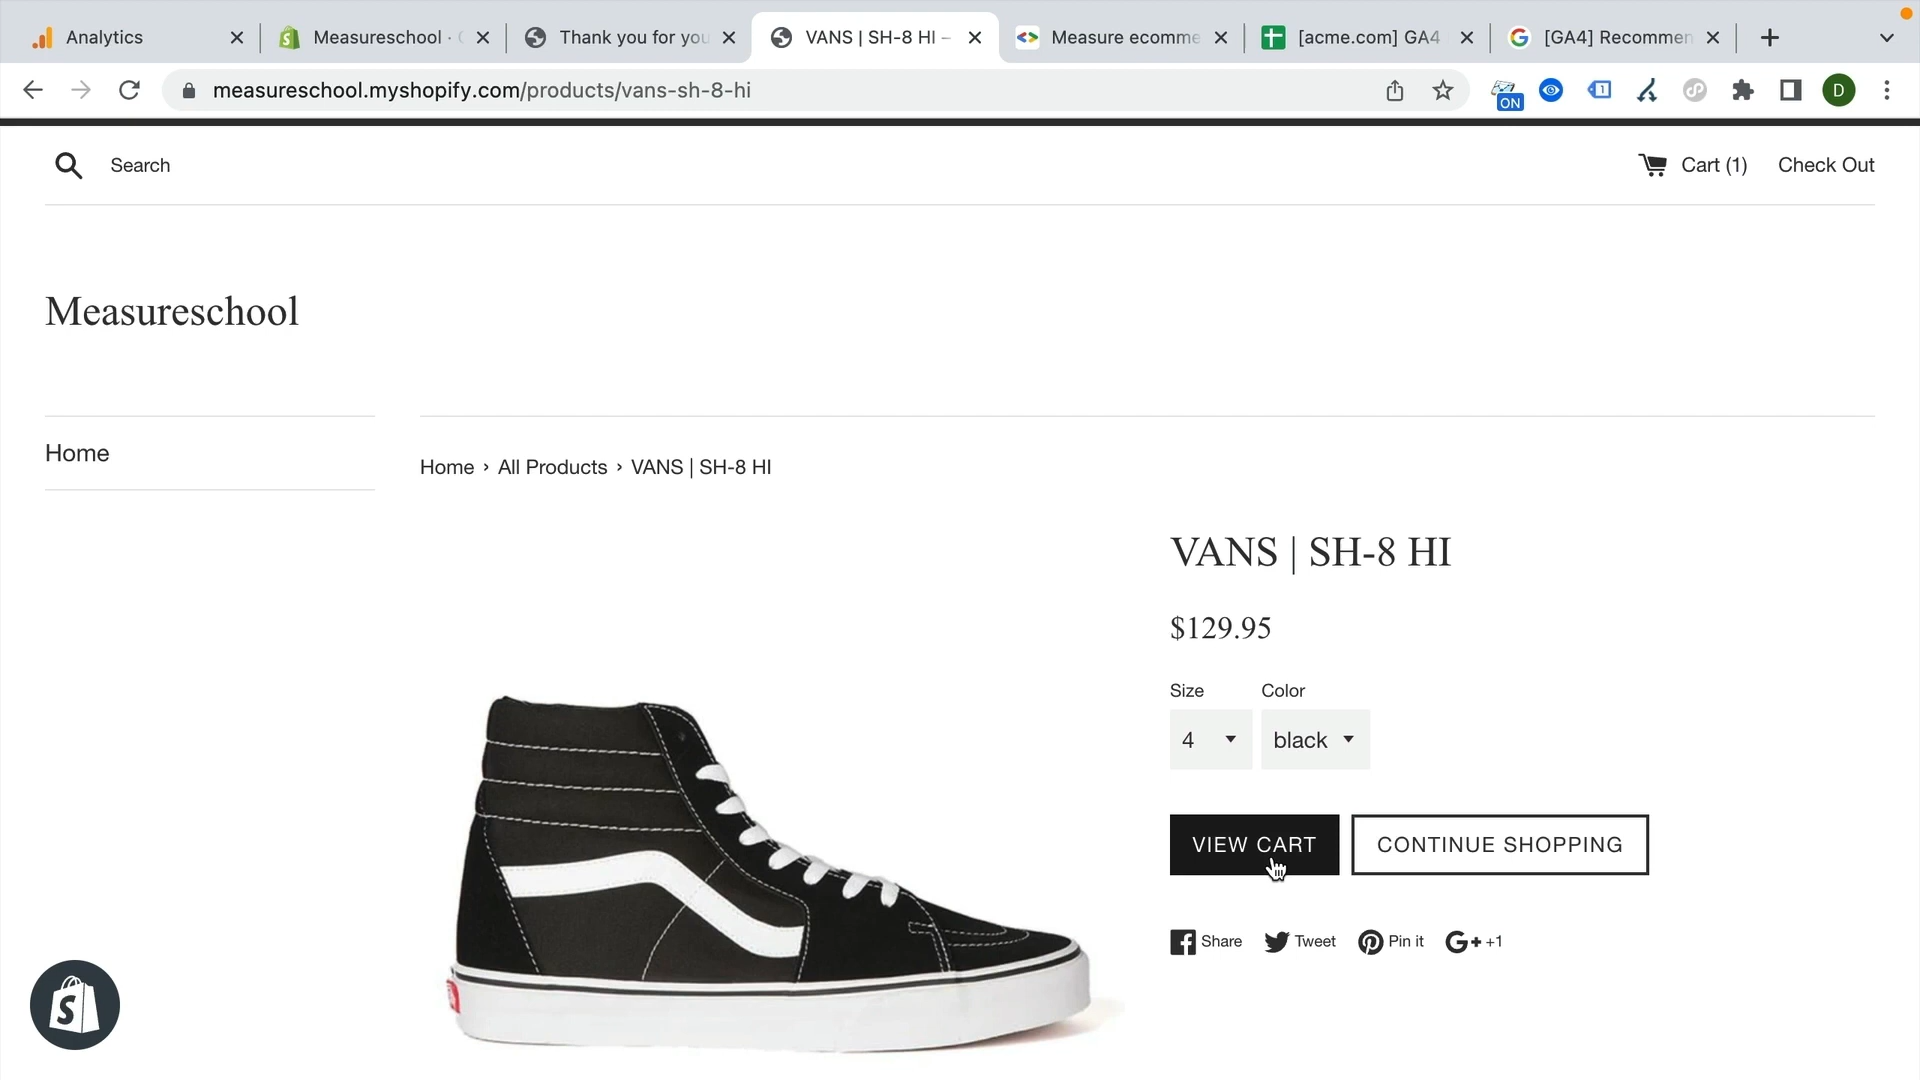 Analytics
Measureschool ·
Thank you for you
VANS | SH-8 HI –
Measure ecomme
[acme.com] GA4
[GA4] Recommen
measureschool.myshopify.com/products/vans-sh-8-hi
ON
1
D
Search
Cart (1)
Check Out
Measureschool
Home
Home › All Products › VANS | SH-8 HI
VANS | SH-8 HI
$129.95
Size
Color
4
black
VIEW CART
CONTINUE SHOPPING
Share
Tweet
Pin it
G+ +1